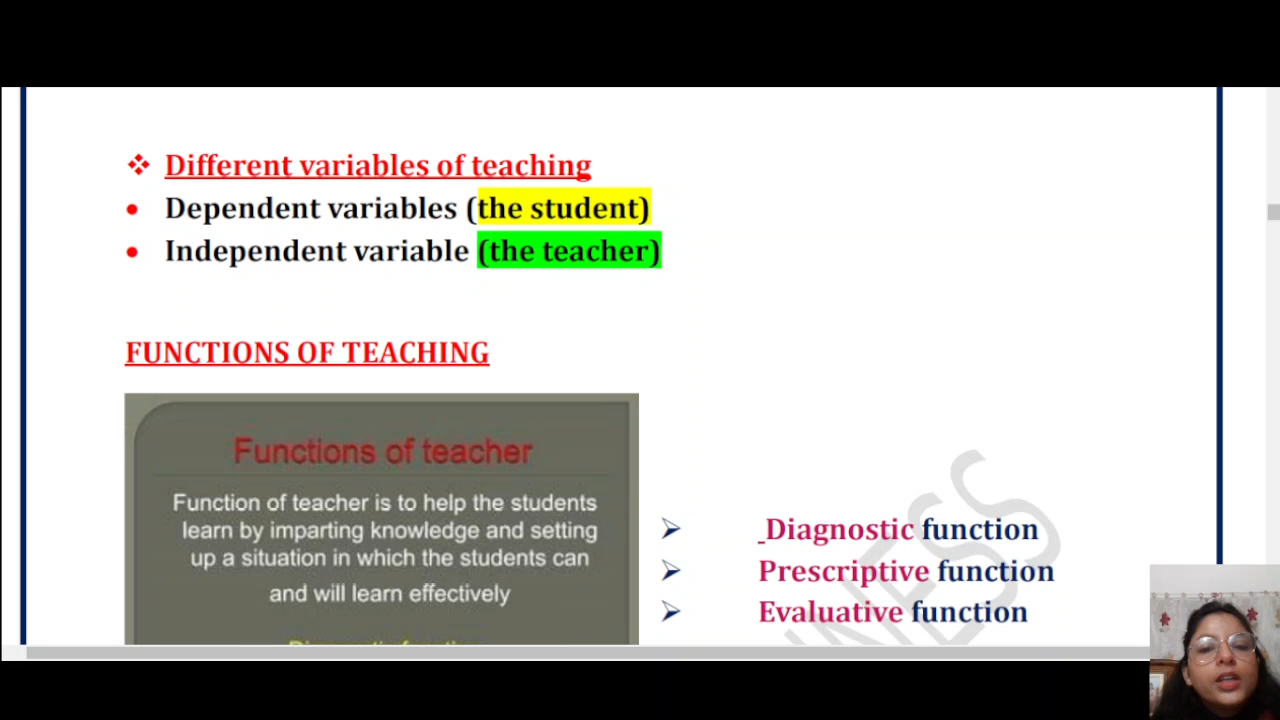 Different variables of teaching
Dependent variables (the student)
Independent variable (the teacher)
FUNCTIONS OF TEACHING
Functions of teacher
Function of teacher is to help the students
learn by imparting knowledge and setting
up a situation in which the students can
and will learn effectively
Diagnostic function
Prescriptive function
Evaluative function